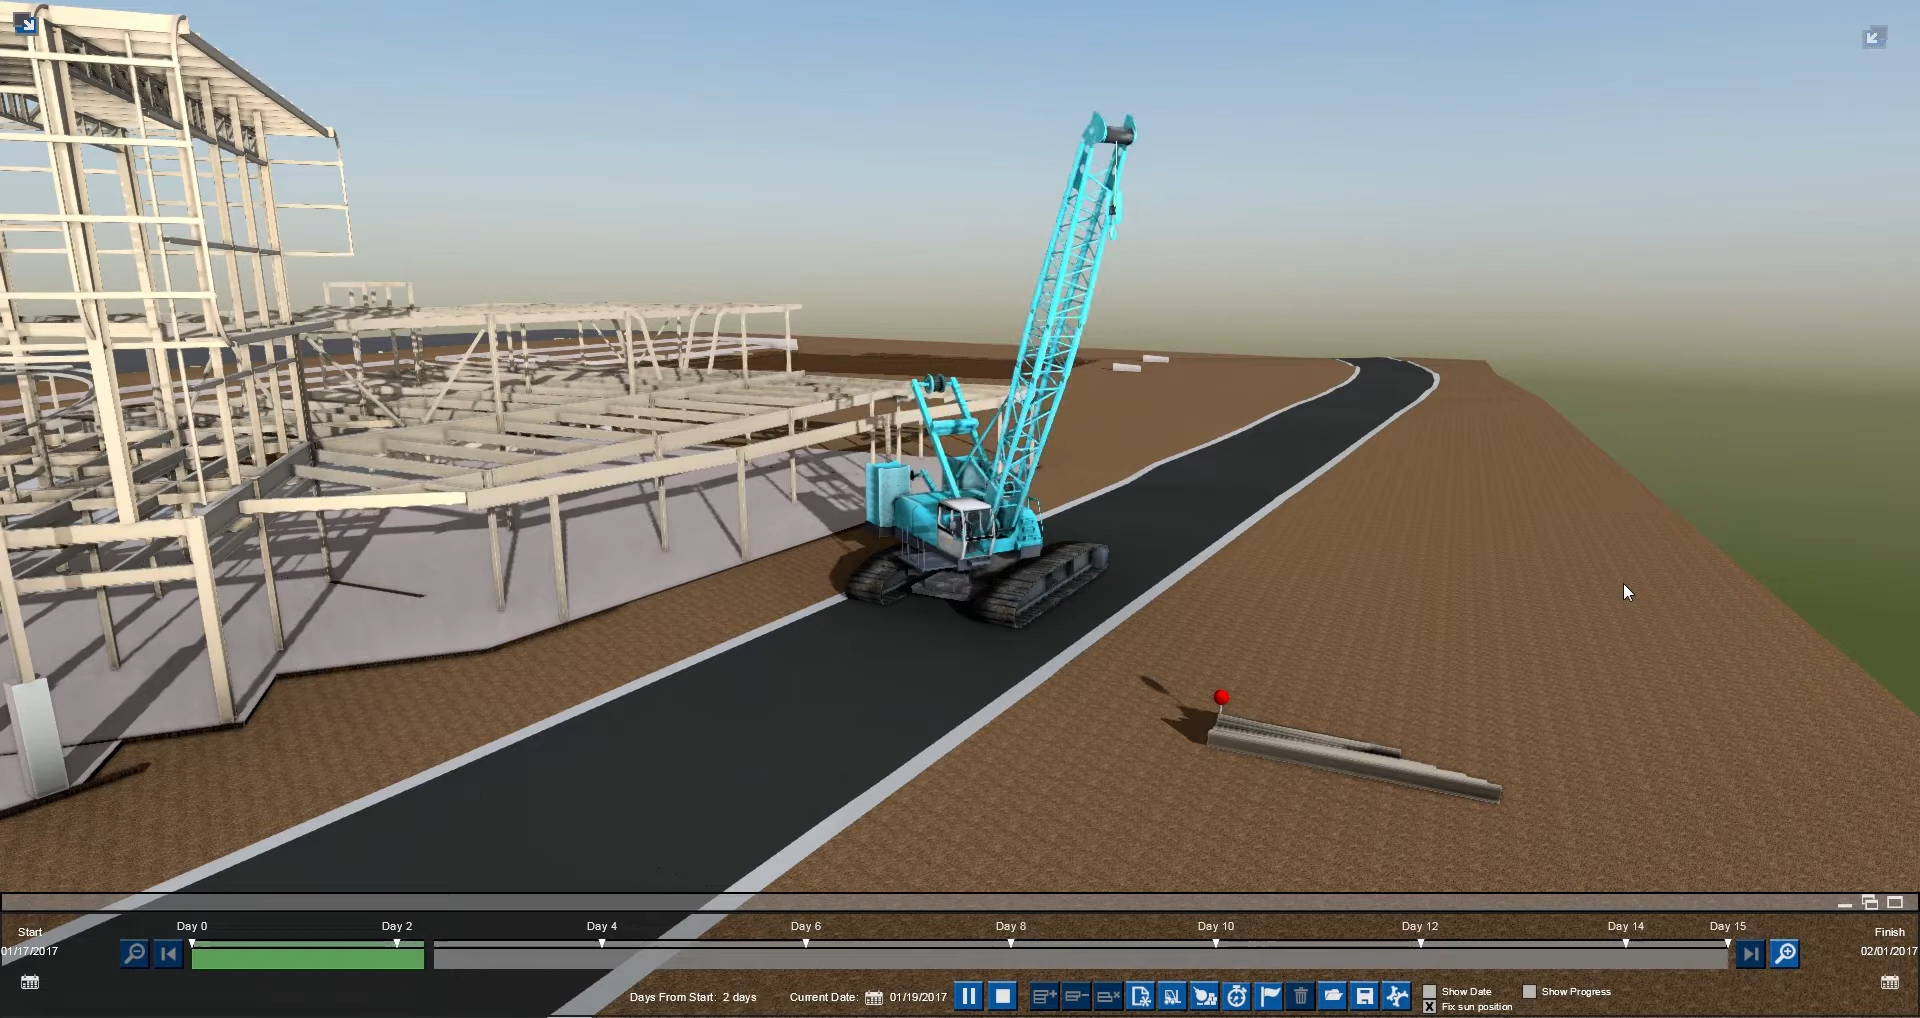 Day 0 Day 2 Day 4 Day 6 Day 8 Day 10 Day 12 Day 14 Day 15
Start
01/17/2017
Finish
02/01/2017
Days From Start: 2 days
Current Date: 01/19/2017
Show Date
Show Progress
X Fix sun position